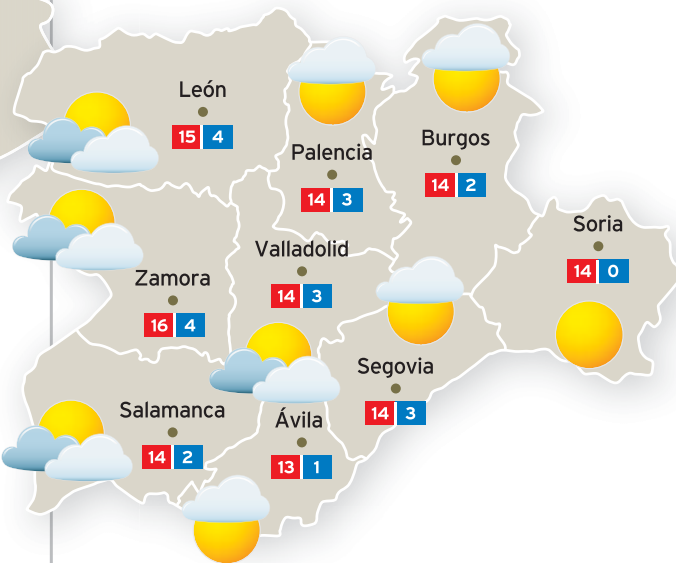 León
15 4
Palencia
14 3
Burgos
14 2
Soria
14 0
Valladolid
14 3
Zamora
16 4
Segovia
14 3
Salamanca
14 2
Ávila
13 1